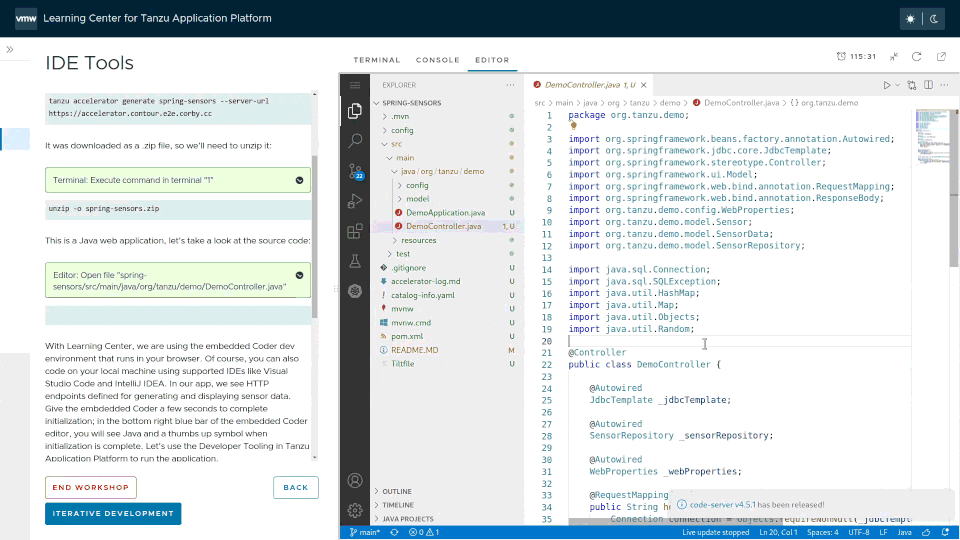 vmw Learning Center for Tanzu Application Platform
IDE Tools
tanzu accelerator generate spring-sensors --server-url
https://accelerator.contour.e2e.corby.cc
It was downloaded as a .zip file, so we'll need to unzip it:
Terminal: Execute command in terminal "1"
unzip -o spring-sensors.zip
This is a Java web application, let's take a look at the source code:
Editor: Open file "spring-
sensors/src/main/java/org/tanzu/demo/DemoController.java"
With Learning Center, we are using the embedded Coder dev
environment that runs in your browser. Of course, you can also
code on your local machine using supported IDEs like Visual
Studio Code and IntelliJ IDEA. In our app, we see HTTP
endpoints defined for generating and displaying sensor data.
Give the embdedded Coder a few seconds to complete
initialization; in the bottom right blue bar of the embedded Coder
editor, you will see Java and a thumbs up symbol when
initialization is complete. Let's use the Developer Tooling in Tanzu
Application Platform to run the application.
END WORKSHOP
BACK
ITERATIVE DEVELOPMENT
TERMINAL CONSOLE EDITOR
115:31
EXPLORER
SPRING-SENSORS
.mvn
config
src
main
java / org / tanzu / demo
config
model
DemoApplication.java U
DemoController.java 1, U
resources
test
.gitignore U
accelerator-log.md U
catalog-info.yaml U
mvnw U
mvnw.cmd U
pom.xml U
README.MD M
Tiltfile U
22
OUTLINE
TIMELINE
JAVA PROJECTS
DemoController.java 1, U
src > main > java > org > tanzu > demo > DemoController.java > {} org.tanzu.demo
1 package org.tanzu.demo;
2
3 import org.springframework.beans.factory.annotation.Autowired;
4 import org.springframework.jdbc.core.JdbcTemplate;
5 import org.springframework.stereotype.Controller;
6 import org.springframework.ui.Model;
7 import org.springframework.web.bind.annotation.RequestMapping;
8 import org.springframework.web.bind.annotation.ResponseBody;
9 import org.tanzu.demo.config.WebProperties;
10 import org.tanzu.demo.model.Sensor;
11 import org.tanzu.demo.model.SensorData;
12 import org.tanzu.demo.model.SensorRepository;
13
14 import java.sql.Connection;
15 import java.sql.SQLException;
16 import java.util.HashMap;
17 import java.util.Map;
18 import java.util.Objects;
19 import java.util.Random;
20
21 @Controller
22 public class DemoController {
23
24 @Autowired
25 JdbcTemplate _jdbcTemplate;
26
27 @Autowired
28 SensorRepository _sensorRepository;
29
30 @Autowired
31 WebProperties _webProperties;
32
33 @RequestMapping
34 public String
35 Connection connection = Objects.requireNonNull(_jdbcTempl
code-server v4.5.1 has been released!
main* 0 1 Live update stopped Ln 20, Col 1 Spaces: 4 UTF-8 LF Java